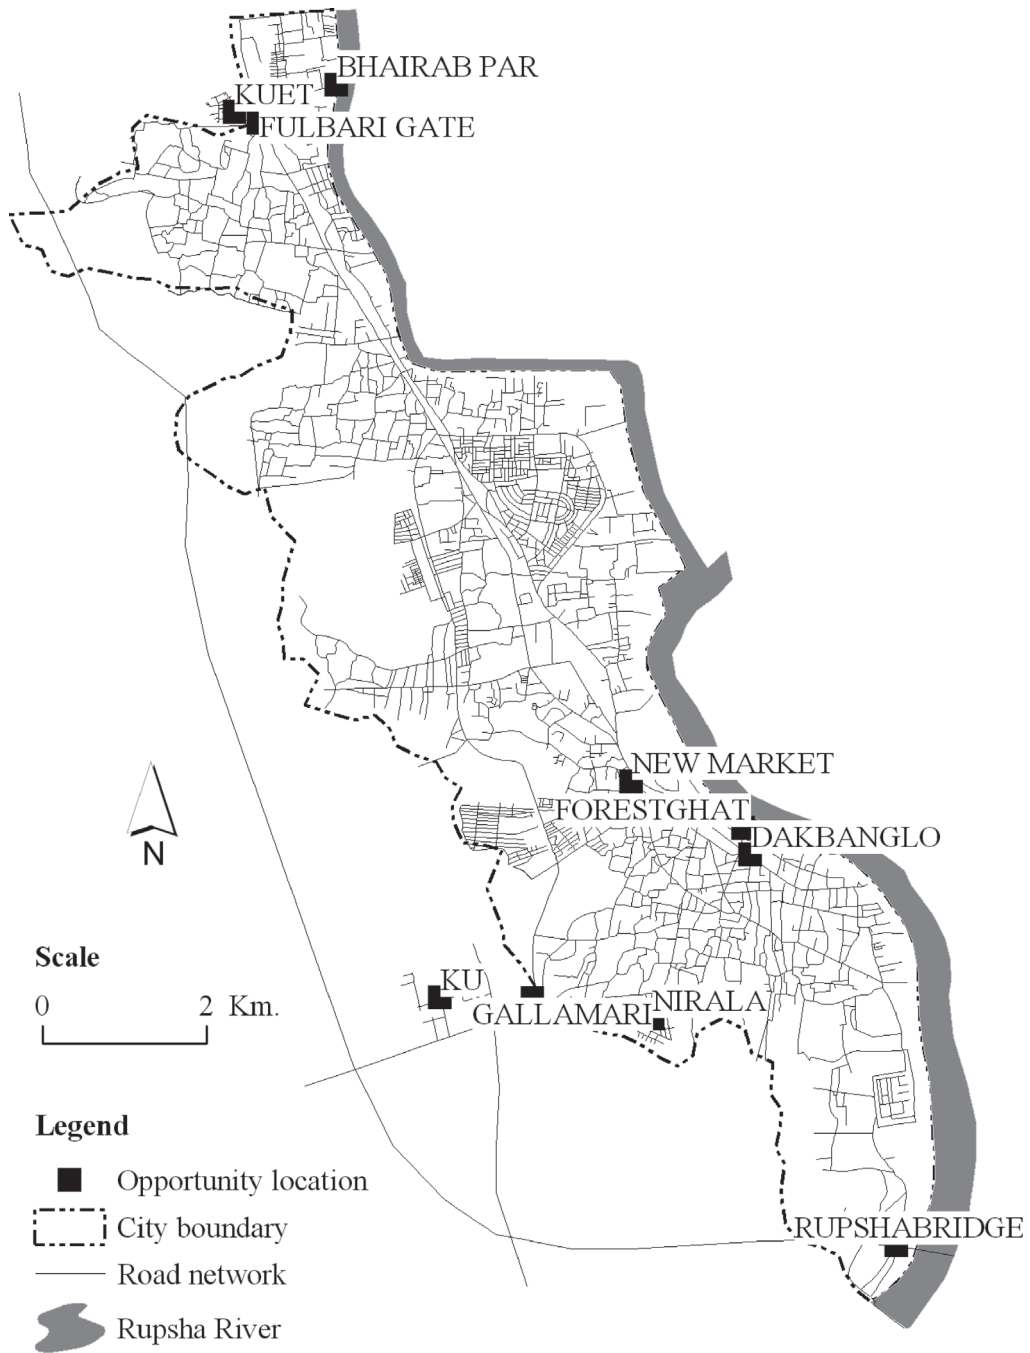 BHAIRAB PAR
KUET
FULBARI GATE
NEW MARKET
FORESTGHAT
DAKBANGLO
N
Scale
0 2 Km.
KU
GALLAMARI
NIRALA
Legend
Opportunity location
City boundary
Road network
Rupsha River
RUPSHABRIDGE